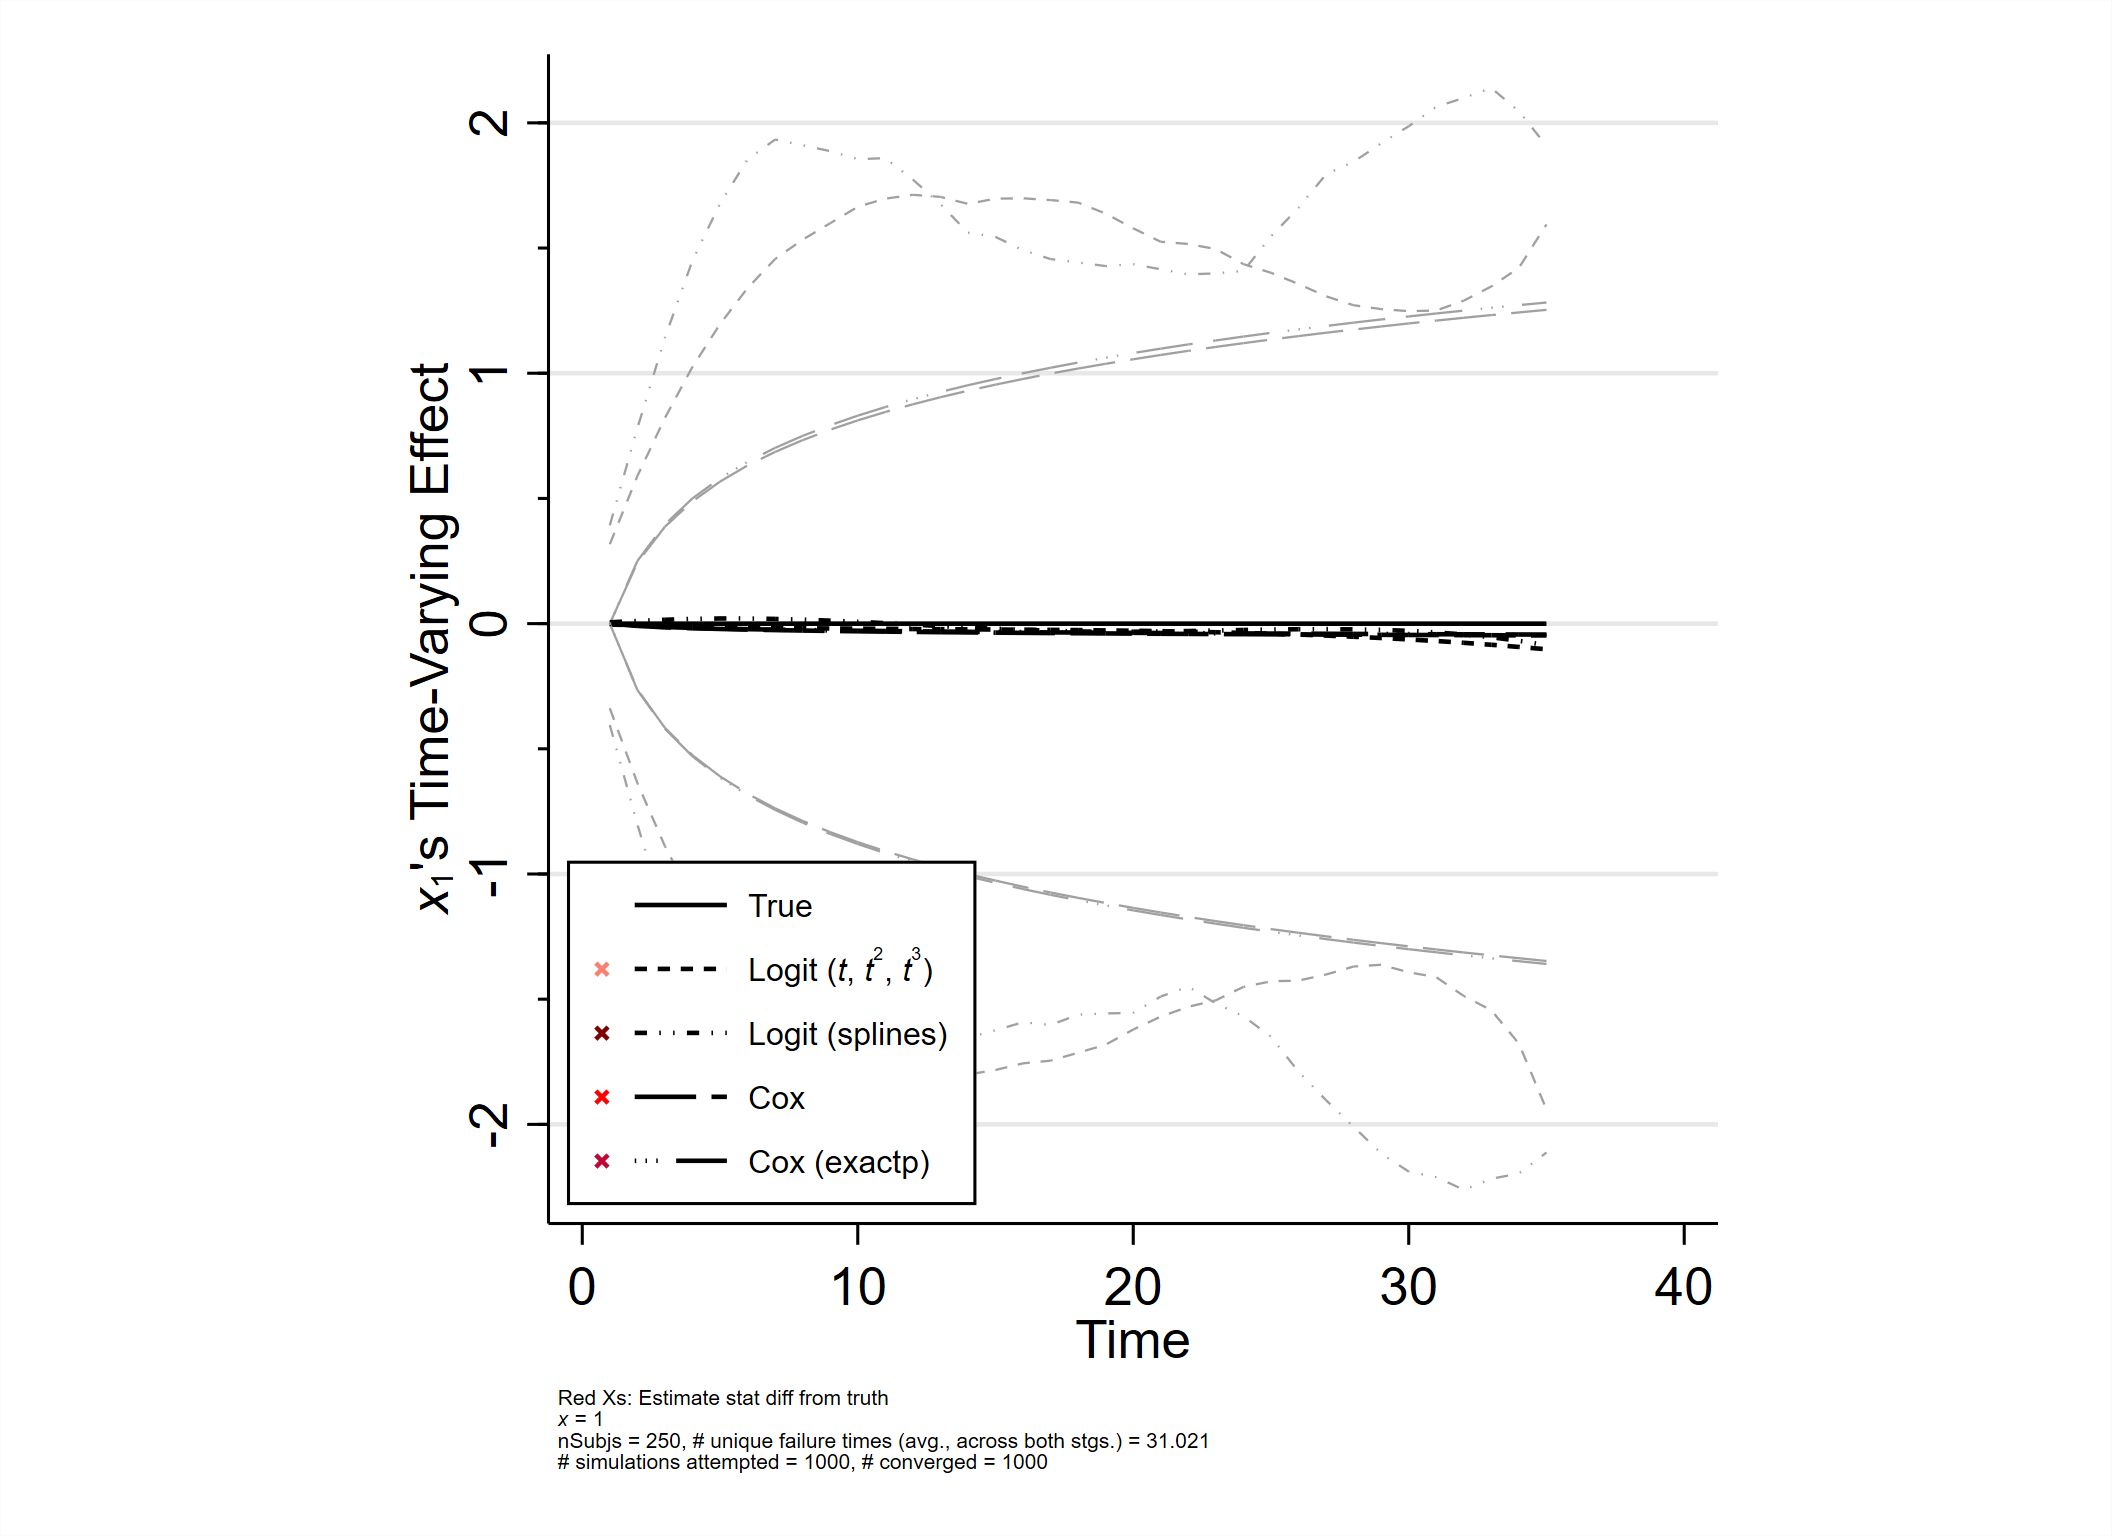 x1's Time-Varying Effect
2
1
0
-1
-2
True
Logit (t, t², t³)
Logit (splines)
Cox
Cox (exactp)
0 10 20 30 40
Time
Red Xs: Estimate stat diff from truth
x = 1
nSubjs = 250, # unique failure times (avg., across both stgs.) = 31.021
# simulations attempted = 1000, # converged = 1000